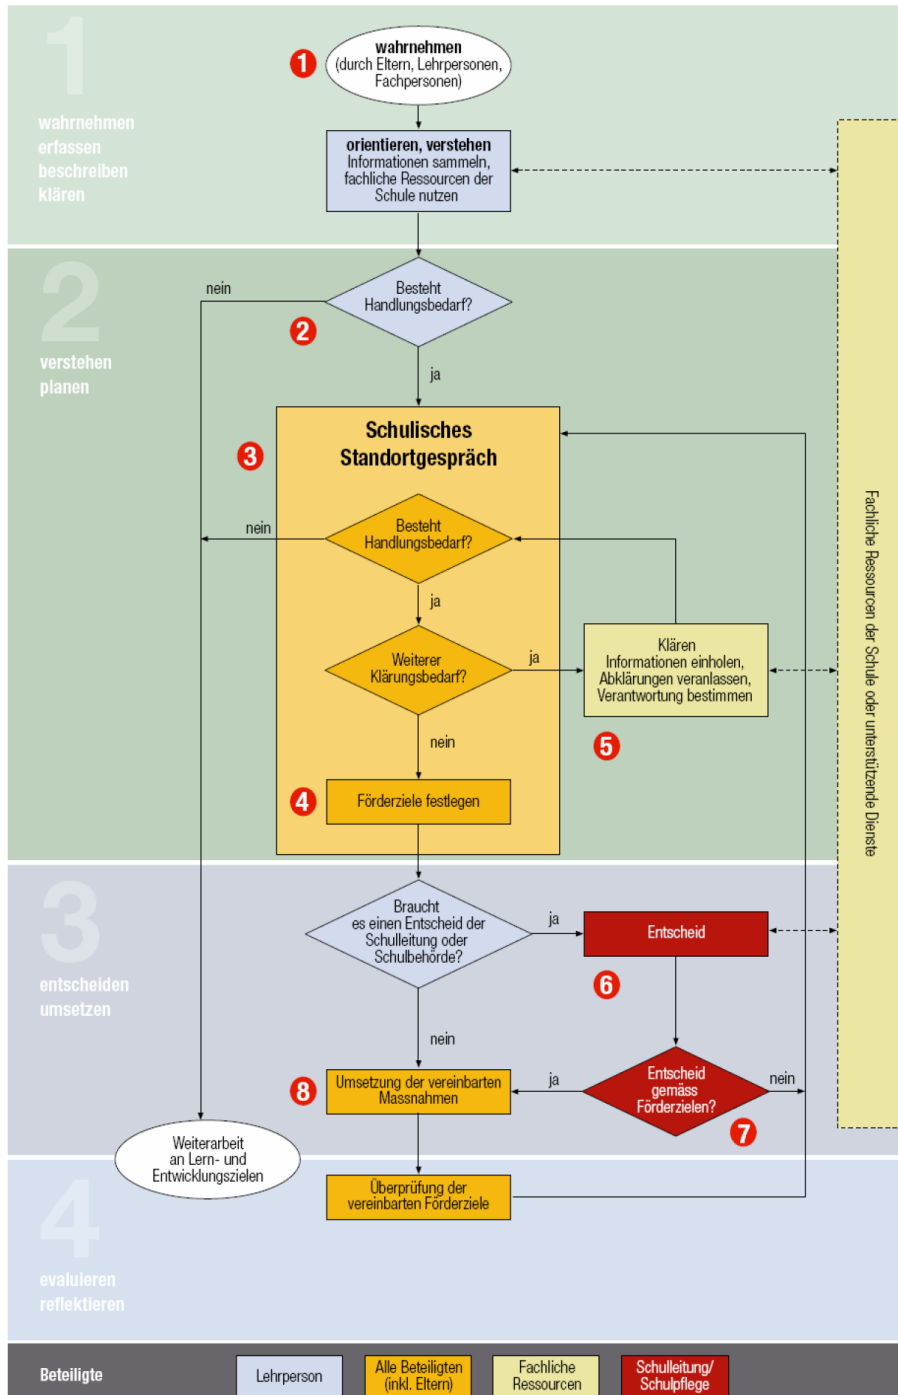 1
wahrnehmen
erfassen
beschreiben
klären
1
wahrnehmen
(durch Eltern, Lehrpersonen,
Fachpersonen)
orientieren, verstehen
Informationen sammeln,
fachliche Ressourcen der
Schule nutzen
2
verstehen
planen
Besteht
Handlungsbedarf?
nein
2
ja
Schulisches
Standortgespräch
3
Besteht
Handlungsbedarf?
nein
ja
Weiterer
Klärungsbedarf?
ja
Klären
Informationen einholen,
Abklärungen veranlassen,
Verantwortung bestimmen
5
nein
4
Förderziele festlegen
Fachliche Ressourcen der Schule oder unterstützende Dienste
3
entscheiden
umsetzen
Braucht
es einen Entscheid der
Schulleitung oder
Schulbehörde?
ja
Entscheid
6
nein
8
Umsetzung der vereinbarten
Massnahmen
ja
Entscheid
gemäss
Förderzielen?
nein
7
Weiterarbeit
an Lern- und
Entwicklungszielen
4
evaluieren
reflektieren
Überprüfung der
vereinbarten Förderziele
Beteiligte
Lehrperson
Alle Beteiligten
(inkl. Eltern)
Fachliche
Ressourcen
Schulleitung/
Schulpflege